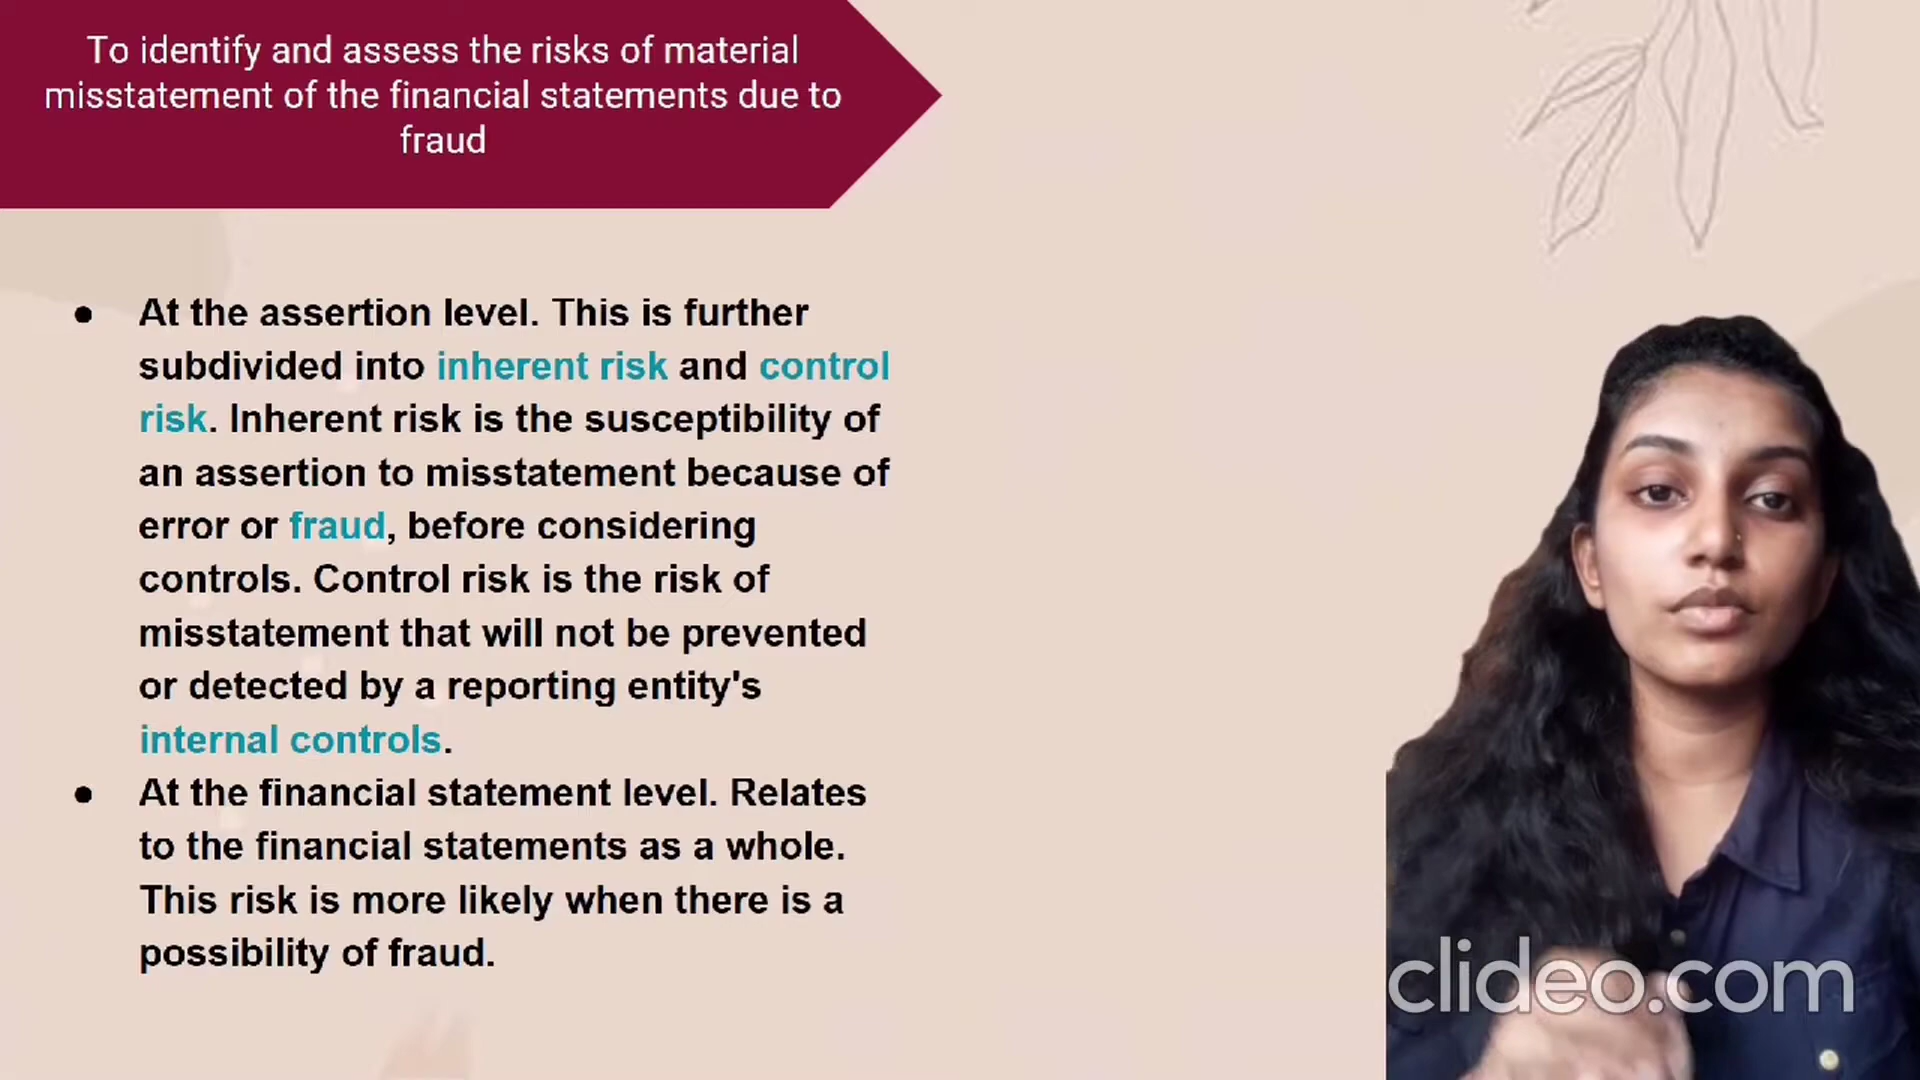 To identify and assess the risks of material
misstatement of the financial statements due to
fraud
● At the assertion level. This is further
subdivided into inherent risk and control
risk. Inherent risk is the susceptibility of
an assertion to misstatement because of
error or fraud, before considering
controls. Control risk is the risk of
misstatement that will not be prevented
or detected by a reporting entity's
internal controls.
● At the financial statement level. Relates
to the financial statements as a whole.
This risk is more likely when there is a
possibility of fraud.
clideo.com